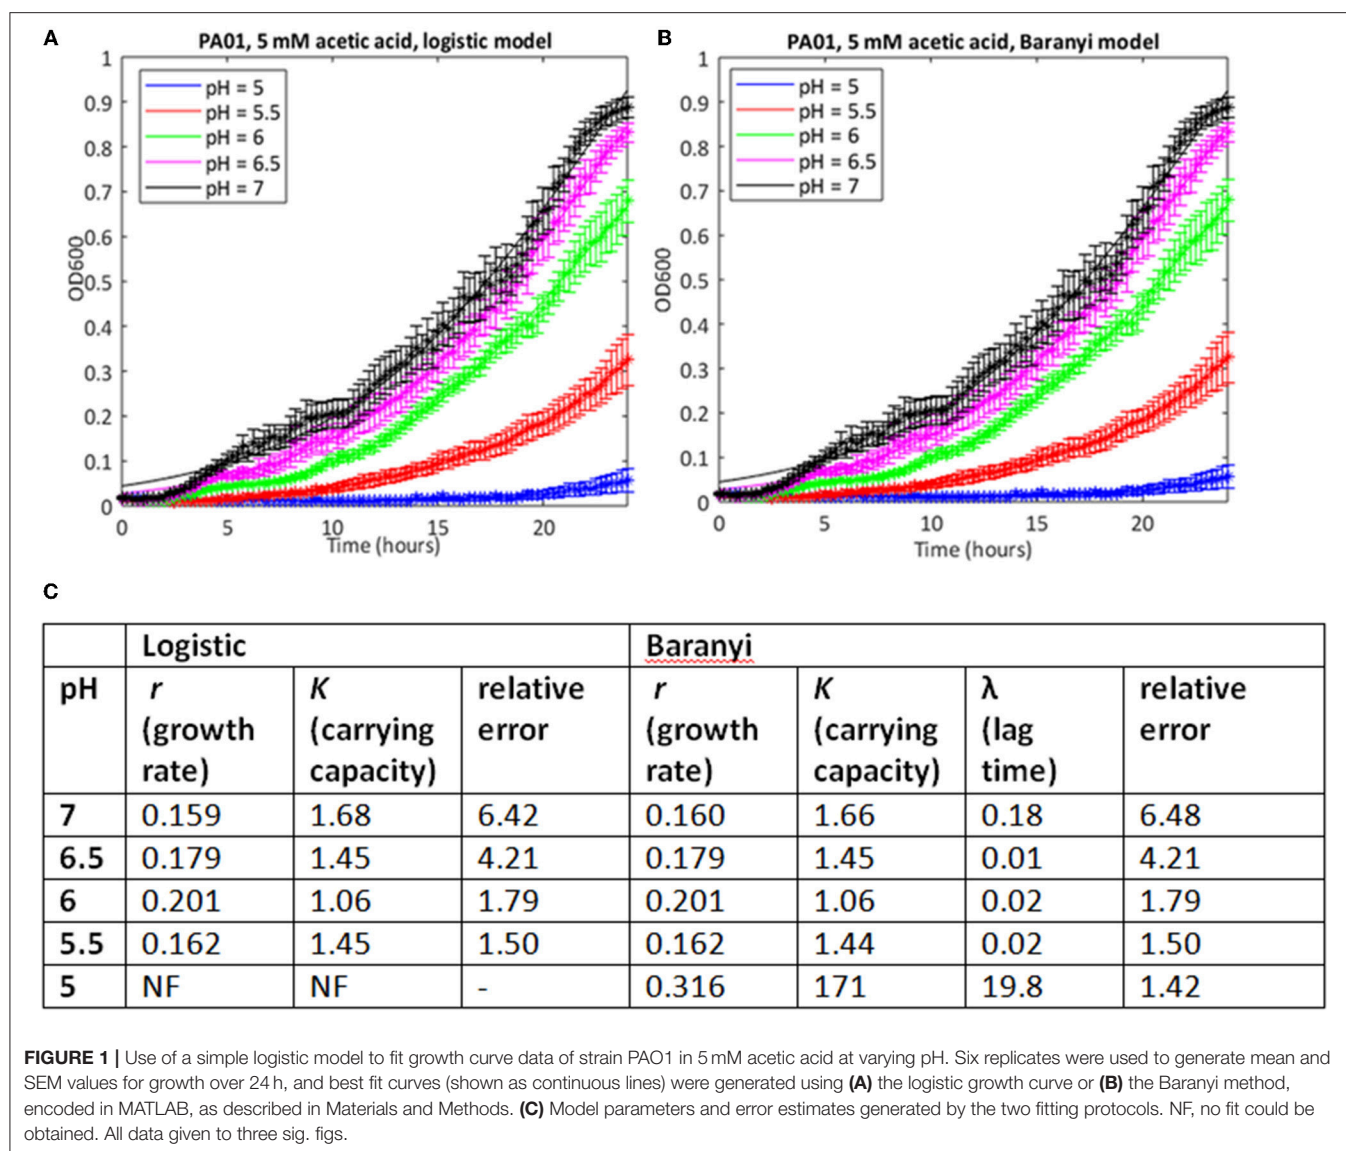 A
PA01, 5 mM acetic acid, logistic model
1
0.9
0.8
0.7
0.6
0.5
0.4
0.3
0.2
0.1
0
OD600
pH = 5
pH = 5.5
pH = 6
pH = 6.5
pH = 7
0 5 10 15 20
Time (hours)
B
PA01, 5 mM acetic acid, Baranyi model
1
0.9
0.8
0.7
0.6
0.5
0.4
0.3
0.2
0.1
0
OD600
pH = 5
pH = 5.5
pH = 6
pH = 6.5
pH = 7
0 5 10 15 20
Time (hours)
C
Logistic Baranyi
pH r K relative r K λ relative
(growth (carrying error (growth (carrying (lag error
rate) capacity) rate) capacity) time)
7 0.159 1.68 6.42 0.160 1.66 0.18 6.48
6.5 0.179 1.45 4.21 0.179 1.45 0.01 4.21
6 0.201 1.06 1.79 0.201 1.06 0.02 1.79
5.5 0.162 1.45 1.50 0.162 1.44 0.02 1.50
5 NF NF - 0.316 171 19.8 1.42
FIGURE 1 | Use of a simple logistic model to fit growth curve data of strain PAO1 in 5 mM acetic acid at varying pH. Six replicates were used to generate mean and
SEM values for growth over 24 h, and best fit curves (shown as continuous lines) were generated using (A) the logistic growth curve or (B) the Baranyi method,
encoded in MATLAB, as described in Materials and Methods. (C) Model parameters and error estimates generated by the two fitting protocols. NF, no fit could be
obtained. All data given to three sig. figs.